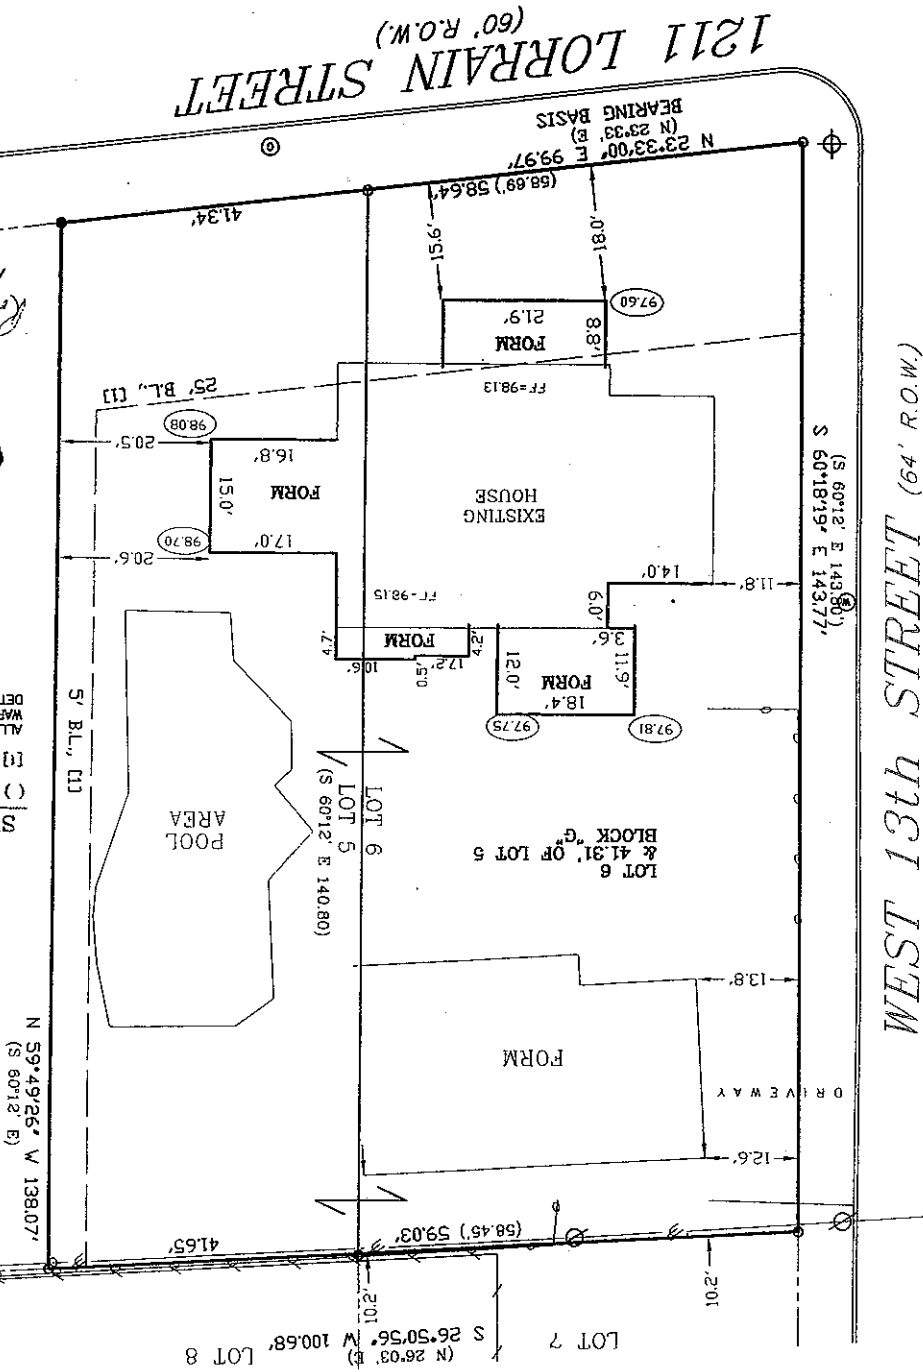 1211 LORRAIN STREET
(60' R.O.W.)
BEARING BASIS
(N 23°33' E)
N 23°33'00" E 99.97'
(58.69') 58.64'
41.34'
15.6'
18.0'
97.60
21.9'
8.8'
FORM
FF=98.13
25' B.L., [1]
98.08
20.5'
16.8'
15.0'
FORM
EXISTING
HOUSE
98.70
20.6'
17.0'
14.0'
11.8'
FF=98.15
6.0'
4.7'
FORM
4.2'
3.6'
10.6'
0.5'
17.2'
12.0'
11.9'
FORM
18.4'
97.75
97.81
(S 60°12' E 143.80')
S 60°18'19" E 143.77'
WEST 13th STREET (64' R.O.W.)
5' B.L., [1]
POOL
AREA
LOT 6
LOT 5
(S 60°12' E 140.80)
LOT 6
& 41.31' OF LOT 5
BLOCK "G"
13.8'
FORM
DRIVEWAY
12.6'
N 59°49'26" W 138.07'
(S 60°12' E)
41.65'
(58.45') 59.03'
10.2'
10.2'
(N 26°03' E)
S 26°50'56" W 100.68'
LOT 8
LOT 7
ALL
[1]
( )
S